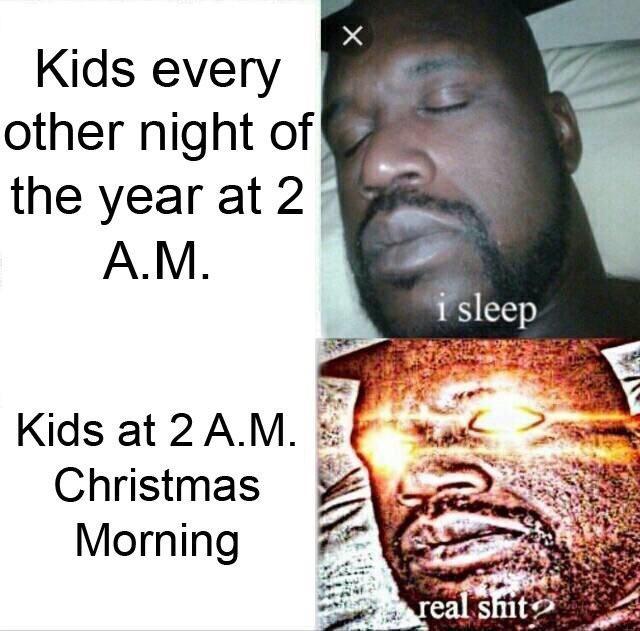 Kids every
other night of
the year at 2
A.M.
i sleep
Kids at 2 A.M.
Christmas
Morning
real shit?